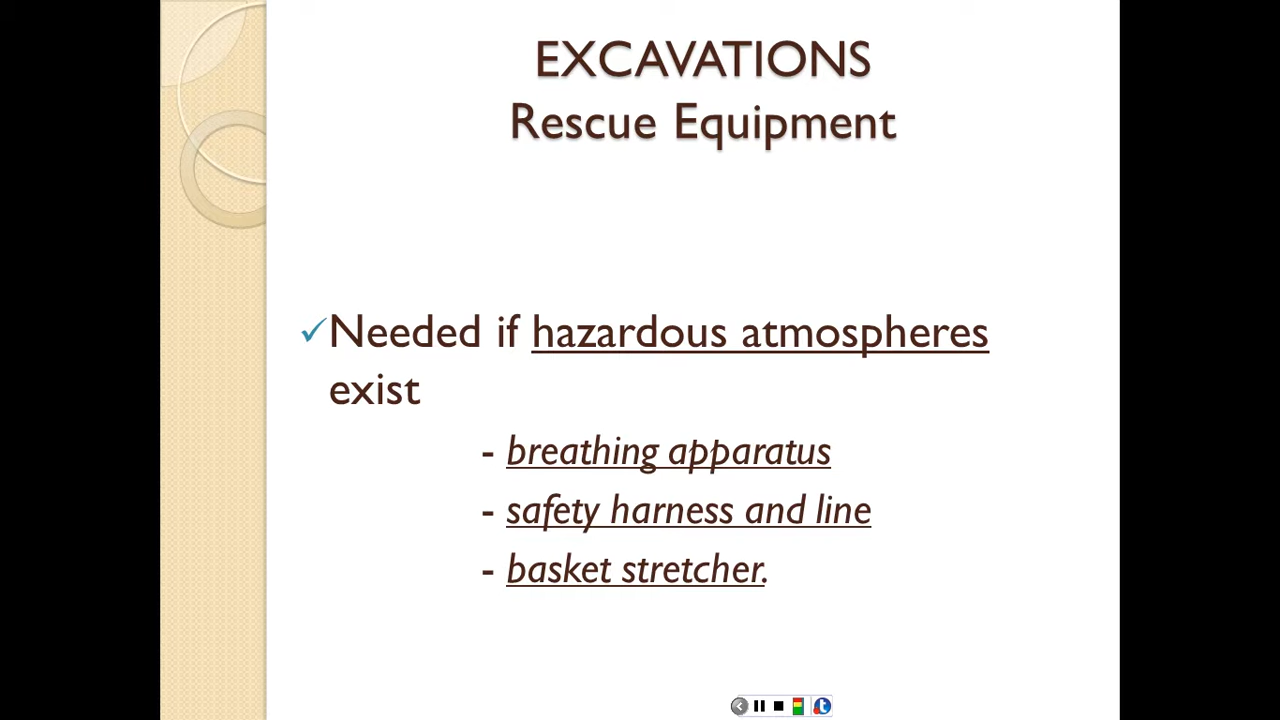 EXCAVATIONS
Rescue Equipment
✓Needed if hazardous atmospheres
exist
- breathing apparatus
- safety harness and line
- basket stretcher.